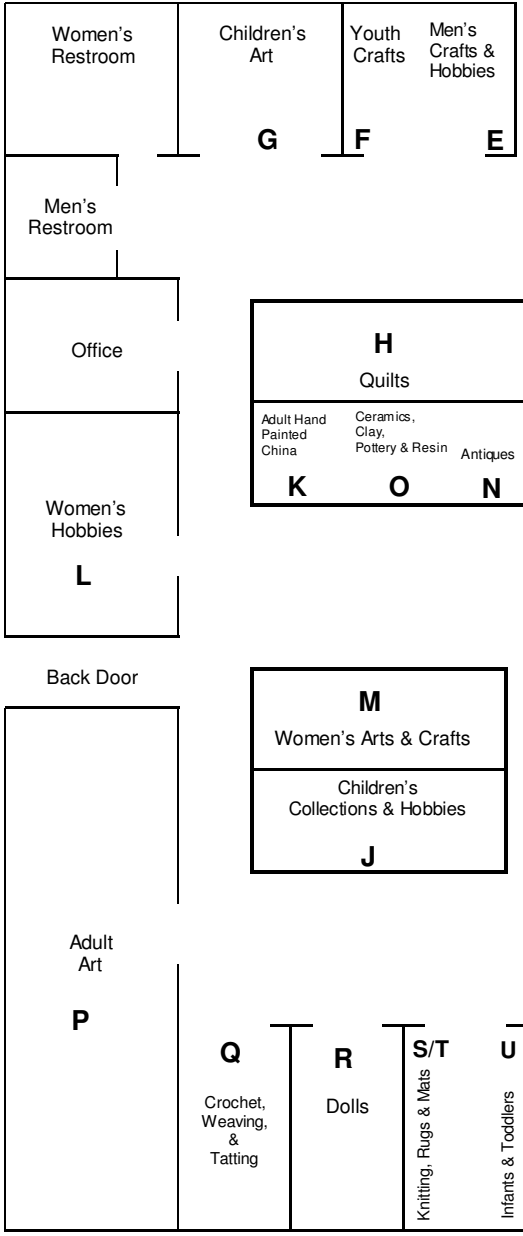 Women's
Restroom
Children's
Art
G
Youth
Crafts
F
Men's
Crafts &
Hobbies
E
Men's
Restroom
Office
H
Quilts
Adult Hand
Painted
China
K
Ceramics,
Clay,
Pottery & Resin
O
Antiques
N
Women's
Hobbies
L
Back Door
M
Women's Arts & Crafts
Children's
Collections & Hobbies
J
Adult
Art
P
Q
Crochet,
Weaving,
&
Tatting
R
Dolls
S/T
Knitting, Rugs & Mats
U
Infants & Toddlers